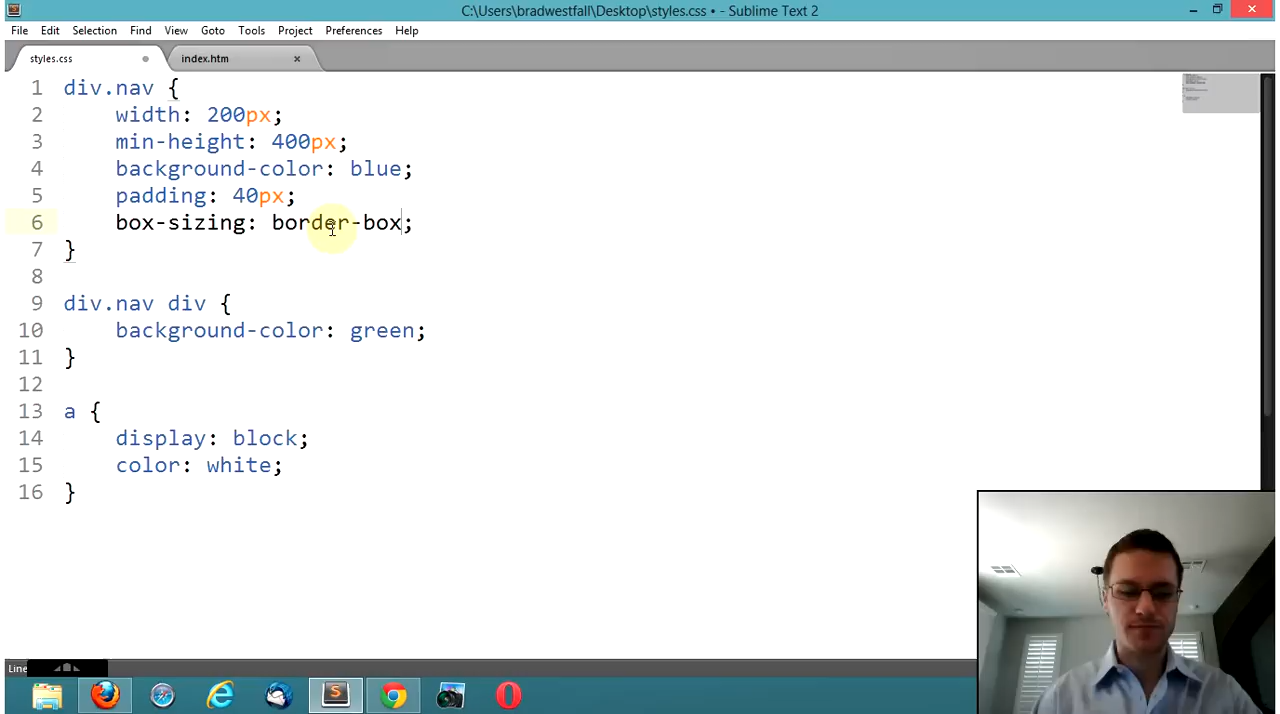 C:\Users\bradwestfall\Desktop\styles.css • - Sublime Text 2
File Edit Selection Find View Goto Tools Project Preferences Help
styles.css index.htm
1 div.nav {
2 width: 200px;
3 min-height: 400px;
4 background-color: blue;
5 padding: 40px;
6 box-sizing: border-box;
7 }
8
9 div.nav div {
10 background-color: green;
11 }
12
13 a {
14 display: block;
15 color: white;
16 }